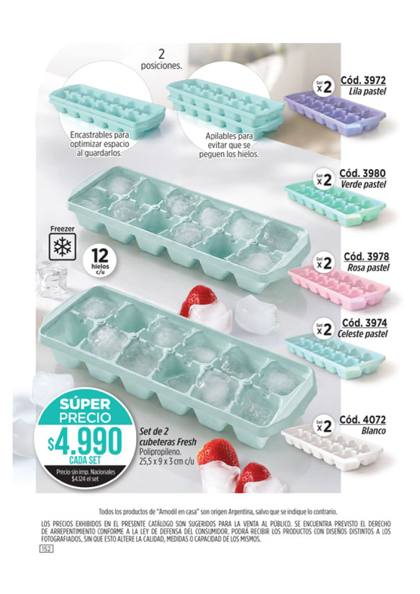 2
posiciones.
Encastrables para
optimizar espacio
al guardarlos.
Apilables para
evitar que se
peguen los hielos.
Set
x2
Cód. 3972
Lila pastel
Set
x2
Cód. 3980
Verde pastel
Set
x2
Cód. 3978
Rosa pastel
Set
x2
Cód. 3974
Celeste pastel
Set
x2
Cód. 4072
Blanco
Freezer
12
hielos
c/u
SÚPER
PRECIO
$4.990
CADA SET
Precio sin imp. Nacionales
$4.124 el set
Set de 2
cubeteras Fresh
Polipropileno.
25,5 x 9 x 3 cm c/u
Todos los productos de "Amodil en casa" son origen Argentina, salvo que se indique lo contrario.
LOS PRECIOS EXHIBIDOS EN EL PRESENTE CATÁLOGO SON SUGERIDOS PARA LA VENTA AL PÚBLICO. SE ENCUENTRA PREVISTO EL DERECHO
DE ARREPENTIMIENTO CONFORME A LA LEY DE DEFENSA DEL CONSUMIDOR. PODRÁ RECIBIR LOS PRODUCTOS CON DISEÑOS DISTINTOS A LOS
FOTOGRAFIADOS, SIN QUE ESTO ALTERE LA CALIDAD, MEDIDAS O CAPACIDAD DE LOS MISMOS.
152